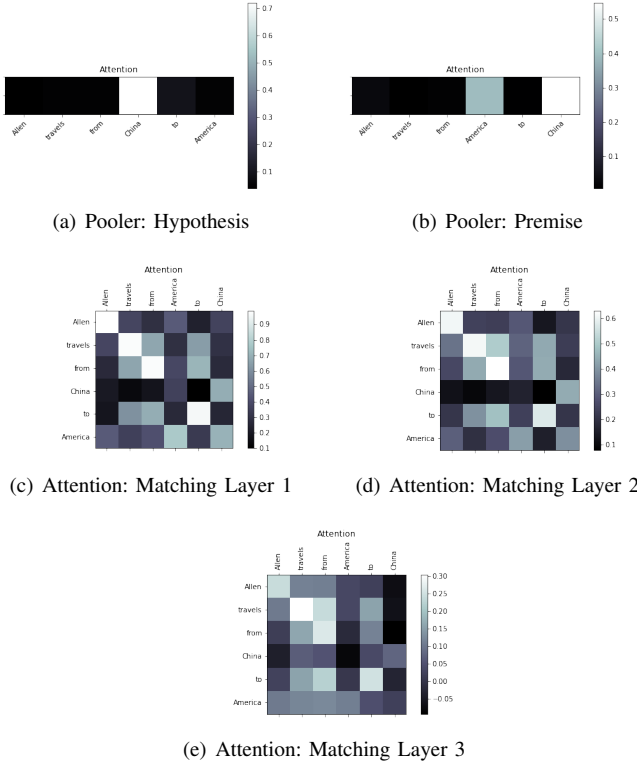 Attention
Allen travels from China to America
0.7
0.6
0.5
0.4
0.3
0.2
0.1
(a) Pooler: Hypothesis
Attention
Allen travels from America to China
0.5
0.4
0.3
0.2
0.1
(b) Pooler: Premise
Attention
Allen travels from America to China
Allen
travels
from
China
to
America
0.9
0.8
0.7
0.6
0.5
0.4
0.3
0.2
0.1
(c) Attention: Matching Layer 1
Attention
Allen travels from America to China
Allen
travels
from
China
to
America
0.6
0.5
0.4
0.3
0.2
0.1
(d) Attention: Matching Layer 2
Attention
Allen travels from America to China
Allen
travels
from
China
to
America
0.30
0.25
0.20
0.15
0.10
0.05
0.00
−0.05
(e) Attention: Matching Layer 3